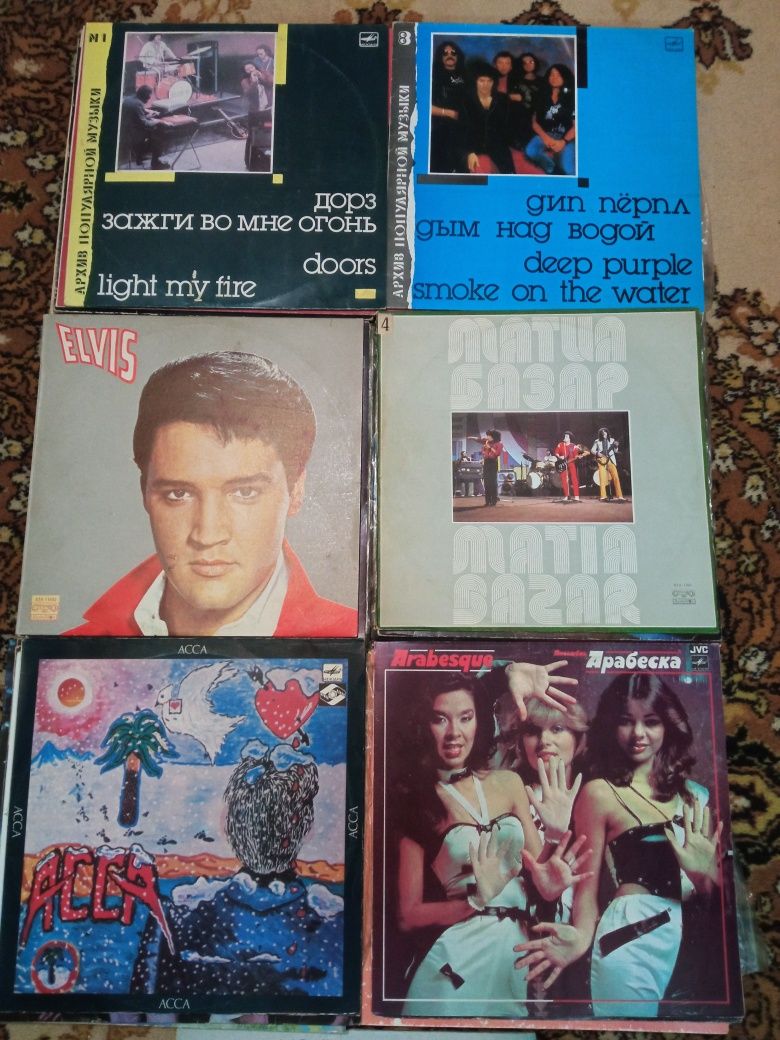 №1
АРХИВ ПОПУЛЯРНОЙ МУЗЫКИ
дорз
зажги во мне огонь
doors
light my fire
3
АРХИВ ПОПУЛЯРНОЙ МУЗЫКИ
дип пёрпл
дым над водой
deep purple
smoke on the water
ELVIS
4
МАТИА
БАЗАР
MATIA
BAZAR
АССА
АССА
АССА
АССА
АССА
Arabesque
Ансамбль Арабеска
JVC